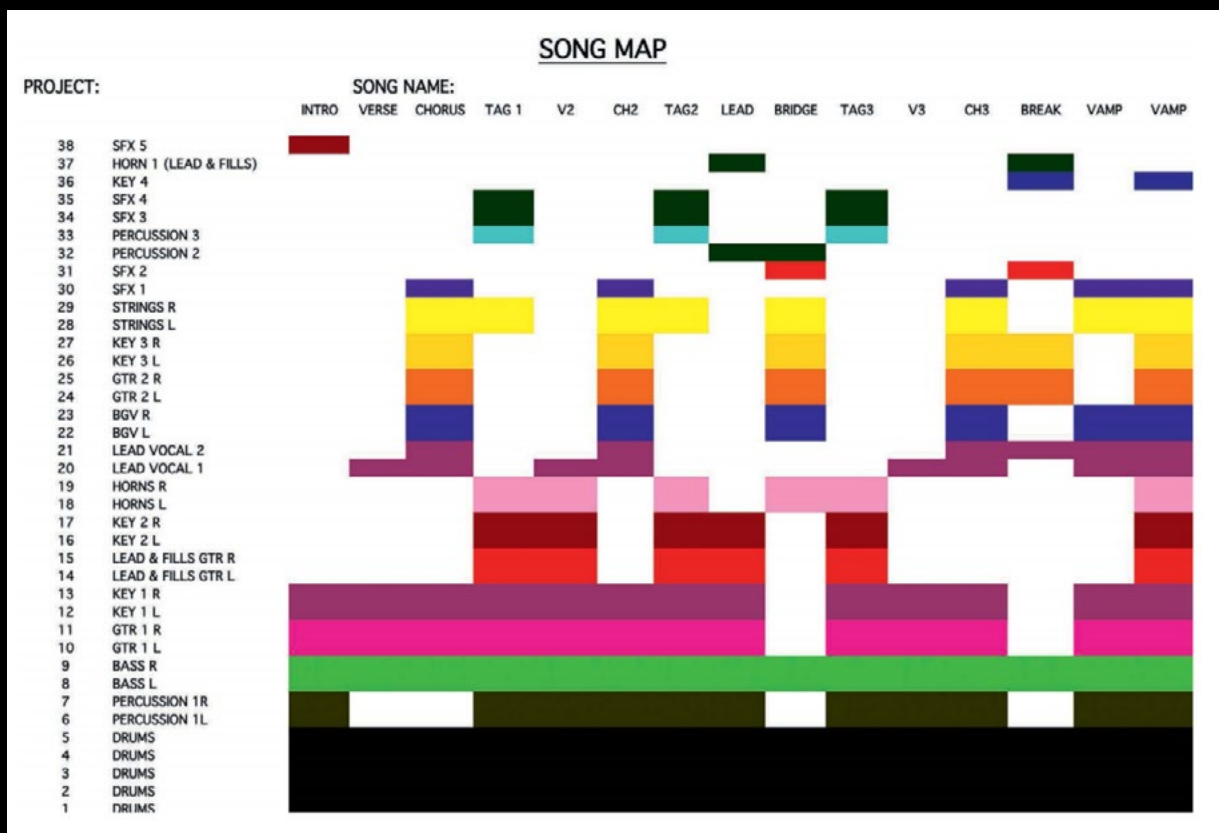 SONG MAP
PROJECT: SONG NAME:
INTRO VERSE CHORUS TAG 1 V2 CH2 TAG2 LEAD BRIDGE TAG3 V3 CH3 BREAK VAMP VAMP
38 SFX 5
37 HORN 1 (LEAD & FILLS)
36 KEY 4
35 SFX 4
34 SFX 3
33 PERCUSSION 3
32 PERCUSSION 2
31 SFX 2
30 SFX 1
29 STRINGS R
28 STRINGS L
27 KEY 3 R
26 KEY 3 L
25 GTR 2 R
24 GTR 2 L
23 BGV R
22 BGV L
21 LEAD VOCAL 2
20 LEAD VOCAL 1
19 HORNS R
18 HORNS L
17 KEY 2 R
16 KEY 2 L
15 LEAD & FILLS GTR R
14 LEAD & FILLS GTR L
13 KEY 1 R
12 KEY 1 L
11 GTR 1 R
10 GTR 1 L
9 BASS R
8 BASS L
7 PERCUSSION 1R
6 PERCUSSION 1L
5 DRUMS
4 DRUMS
3 DRUMS
2 DRUMS
1 DRUMS